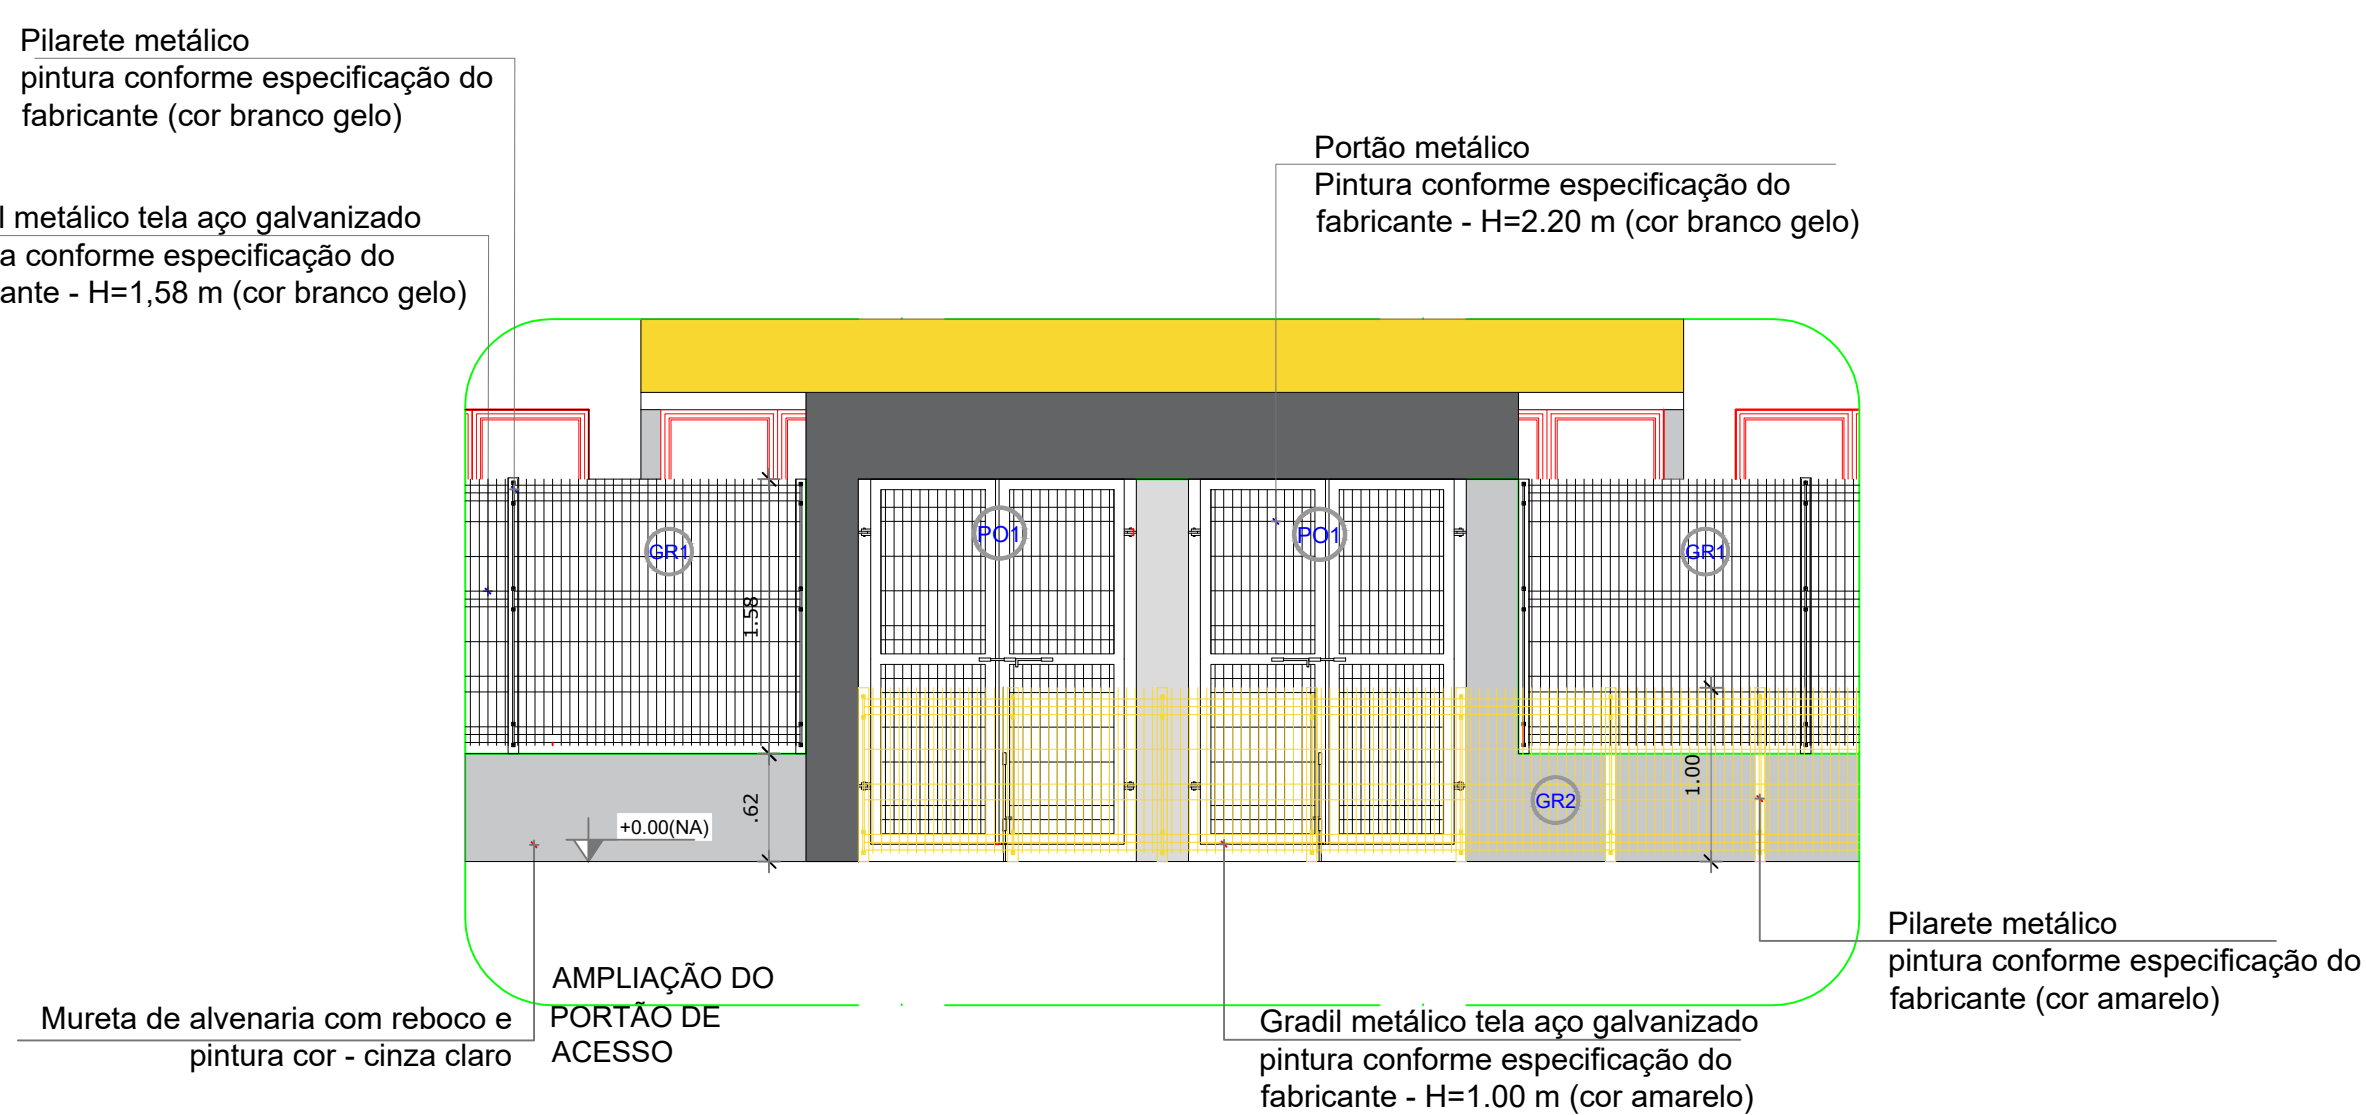 Pilarete metálico
pintura conforme especificação do
fabricante (cor branco gelo)
Portão metálico
Pintura conforme especificação do
fabricante - H=2.20 m (cor branco gelo)
l metálico tela aço galvanizado
a conforme especificação do
ante - H=1,58 m (cor branco gelo)
PO1
PO1
GR1
GR1
1.58
1.00
.62
GR2
+0.00(NA)
Pilarete metálico
pintura conforme especificação do
fabricante (cor amarelo)
AMPLIAÇÃO DO
PORTÃO DE
ACESSO
Mureta de alvenaria com reboco e
pintura cor - cinza claro
Gradil metálico tela aço galvanizado
pintura conforme especificação do
fabricante - H=1.00 m (cor amarelo)